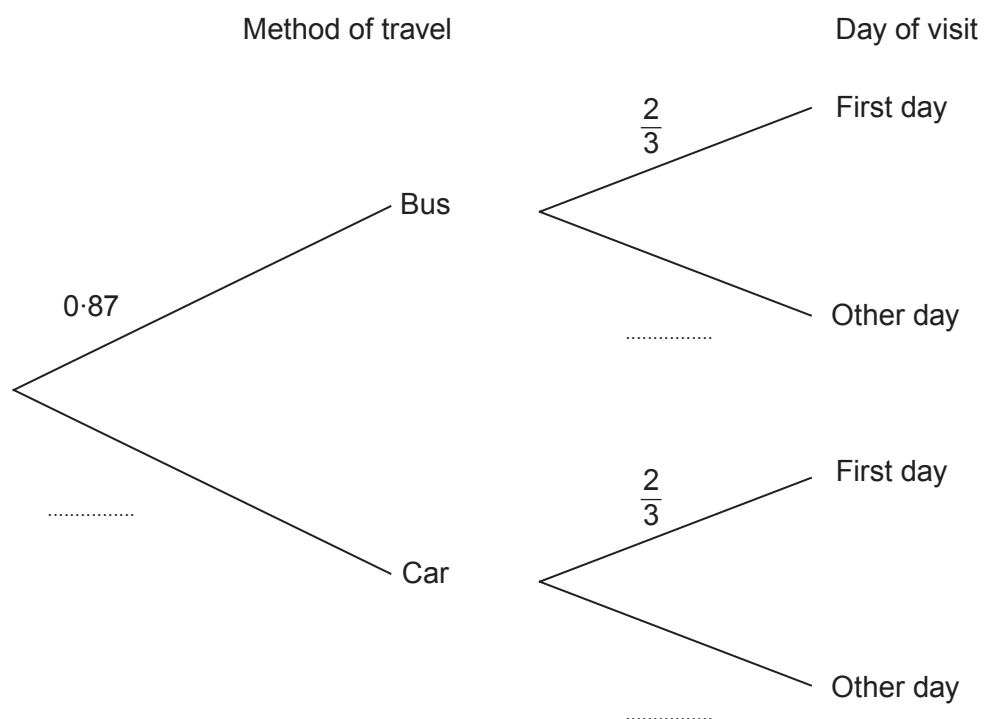 Method of travel Day of visit
2/3 First day
Bus
0·87
Other day
................
2/3 First day
................
Car
Other day
................